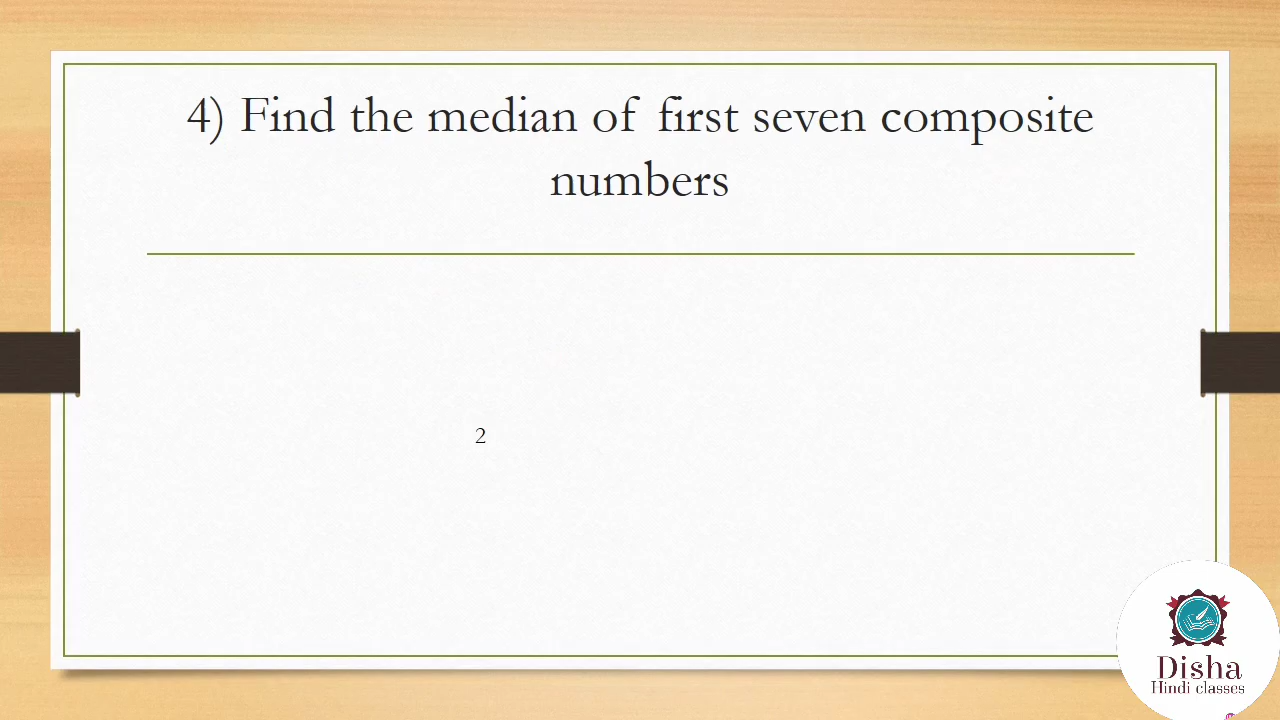 4) Find the median of first seven composite
numbers
2
Disha
Hindi classes